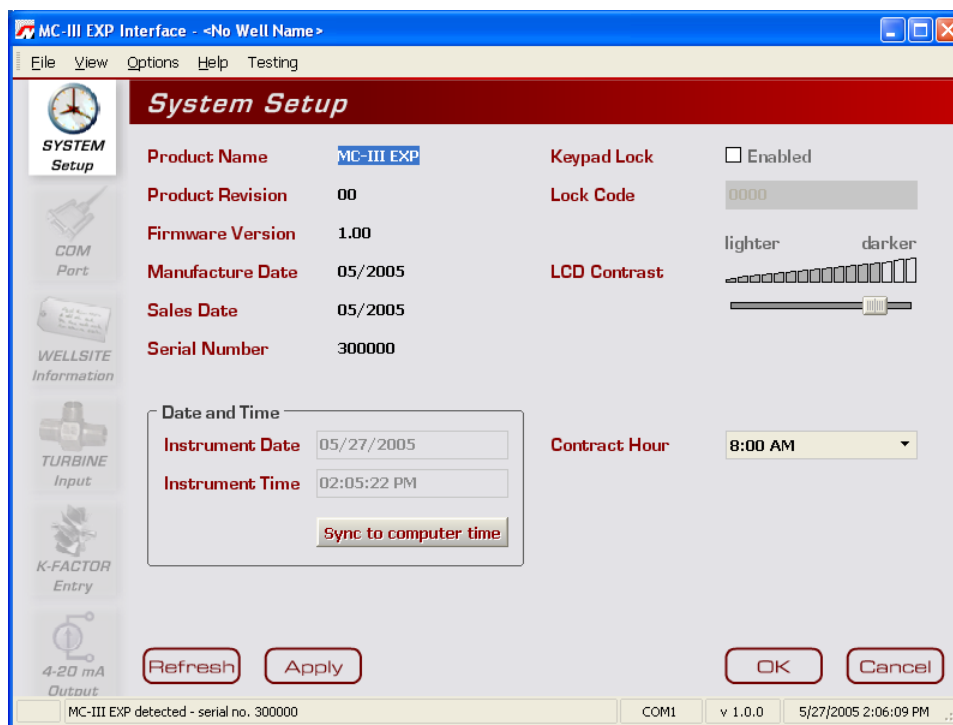 MC-III EXP Interface - <No Well Name>
File View Options Help Testing
SYSTEM
Setup
COM
Port
WELLSITE
Information
TURBINE
Input
K-FACTOR
Entry
4-20 mA
Output
System Setup
Product Name MC-III EXP
Product Revision 00
Firmware Version 1.00
Manufacture Date 05/2005
Sales Date 05/2005
Serial Number 300000
Keypad Lock Enabled
Lock Code 0000
lighter darker
LCD Contrast
Date and Time
Instrument Date 05/27/2005
Instrument Time 02:05:22 PM
Sync to computer time
Contract Hour 8:00 AM
Refresh Apply OK Cancel
MC-III EXP detected - serial no. 300000 COM1 v 1.0.0 5/27/2005 2:06:09 PM